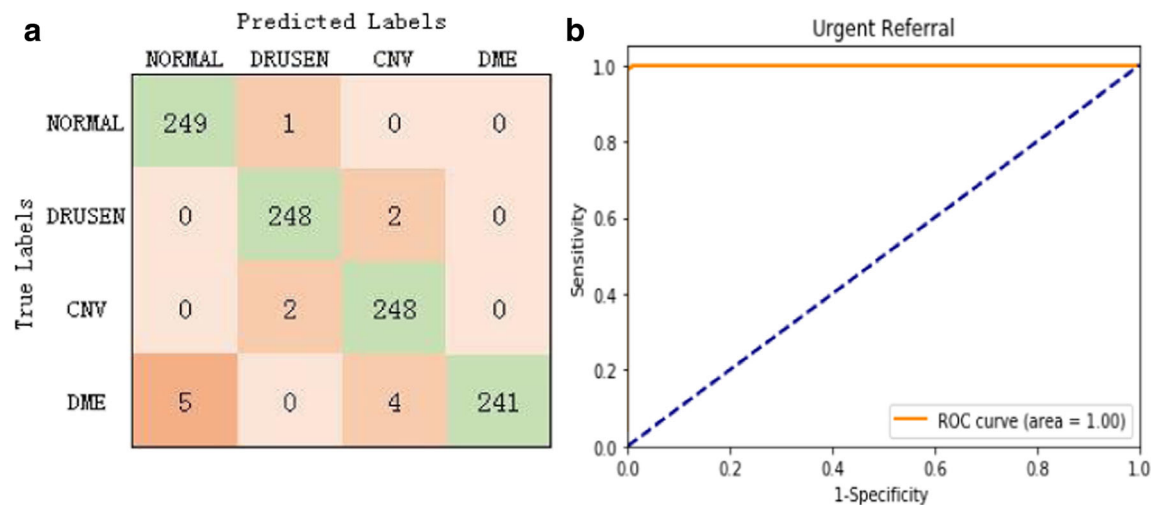 a
Predicted Labels
NORMAL DRUSEN CNV DME
True Labels
NORMAL 249 1 0 0
DRUSEN 0 248 2 0
CNV 0 2 248 0
DME 5 0 4 241
b
Urgent Referral
Sensitivity
1.0
0.8
0.6
0.4
0.2
0.0
ROC curve (area = 1.00)
0.0 0.2 0.4 0.6 0.8 1.0
1-Specificity